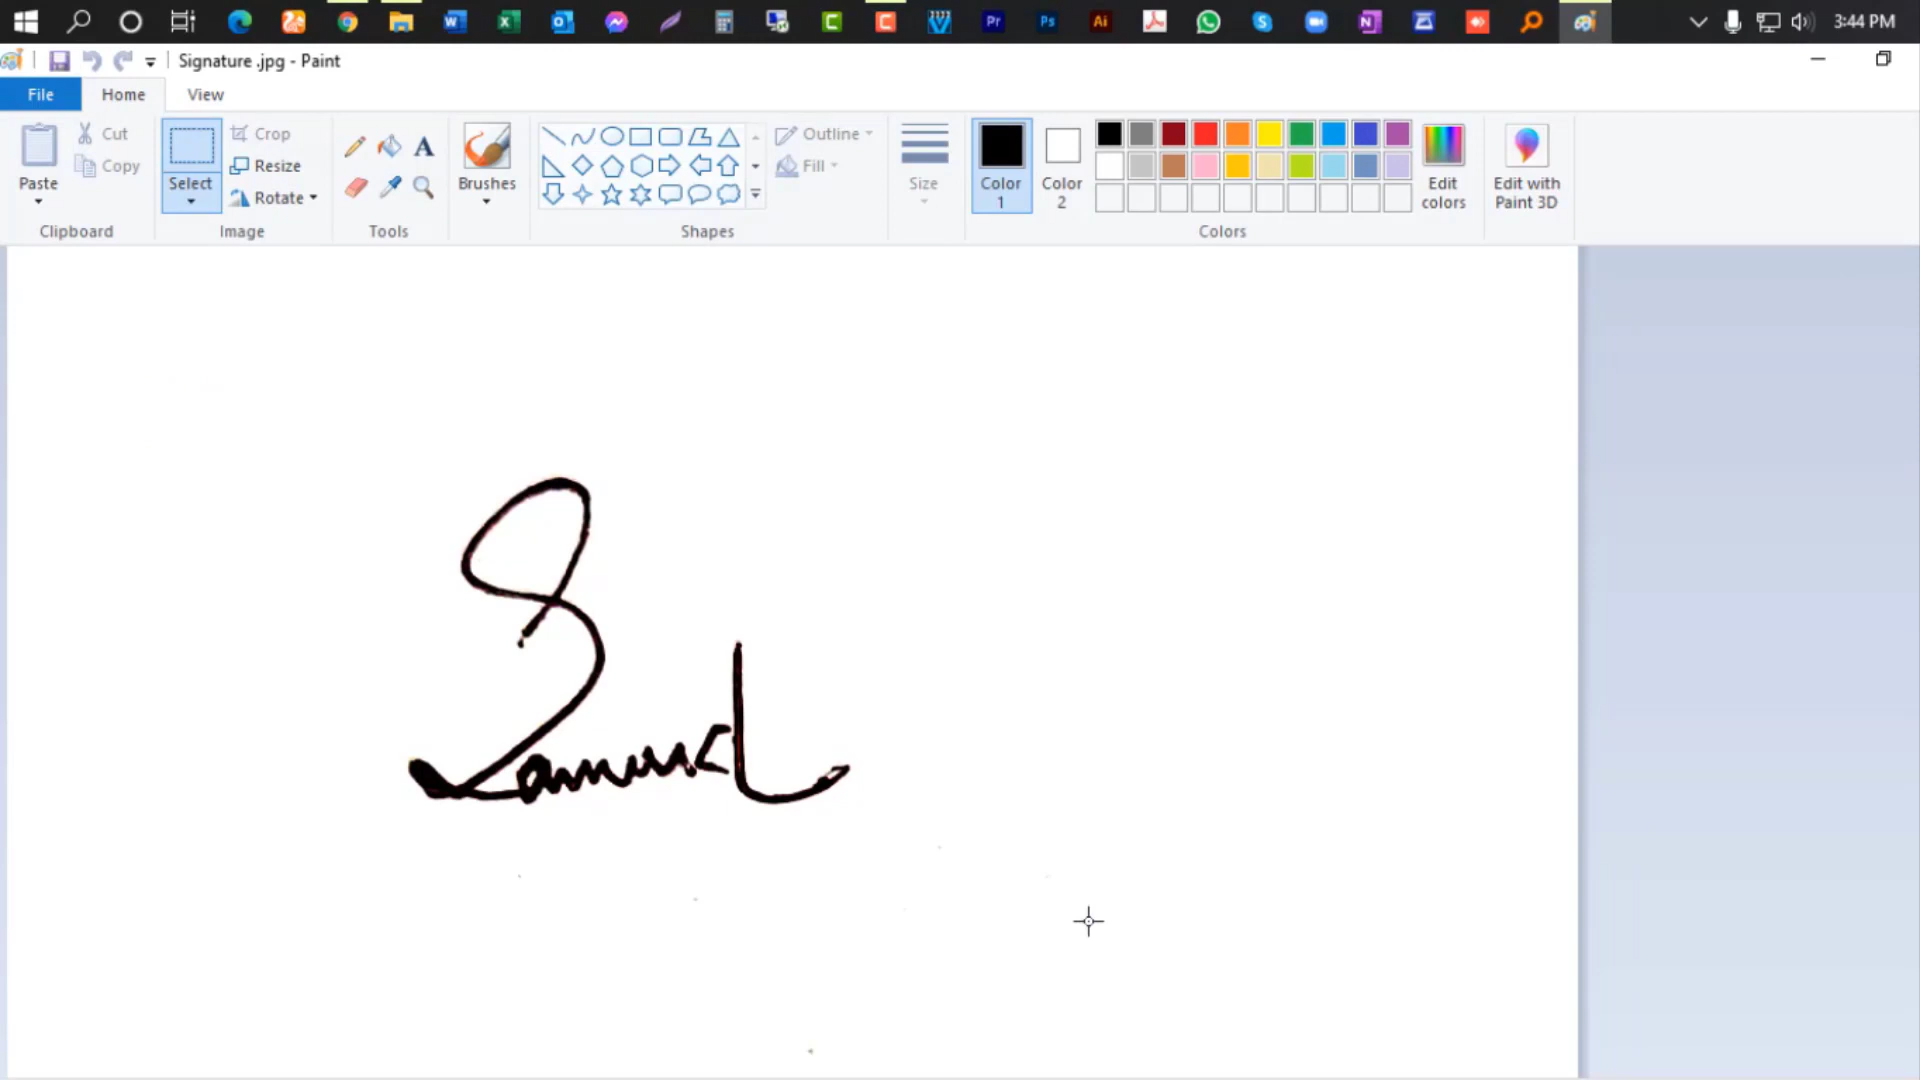 3:44 PM
Signature .jpg - Paint
File Home View
Paste
Cut
Copy
Clipboard
Select
Crop
Resize
Rotate
Image
A
Tools
Brushes
Shapes
Outline
Fill
Size
Color 1
Color 2
Colors
Edit colors
Edit with Paint 3D
Samuel